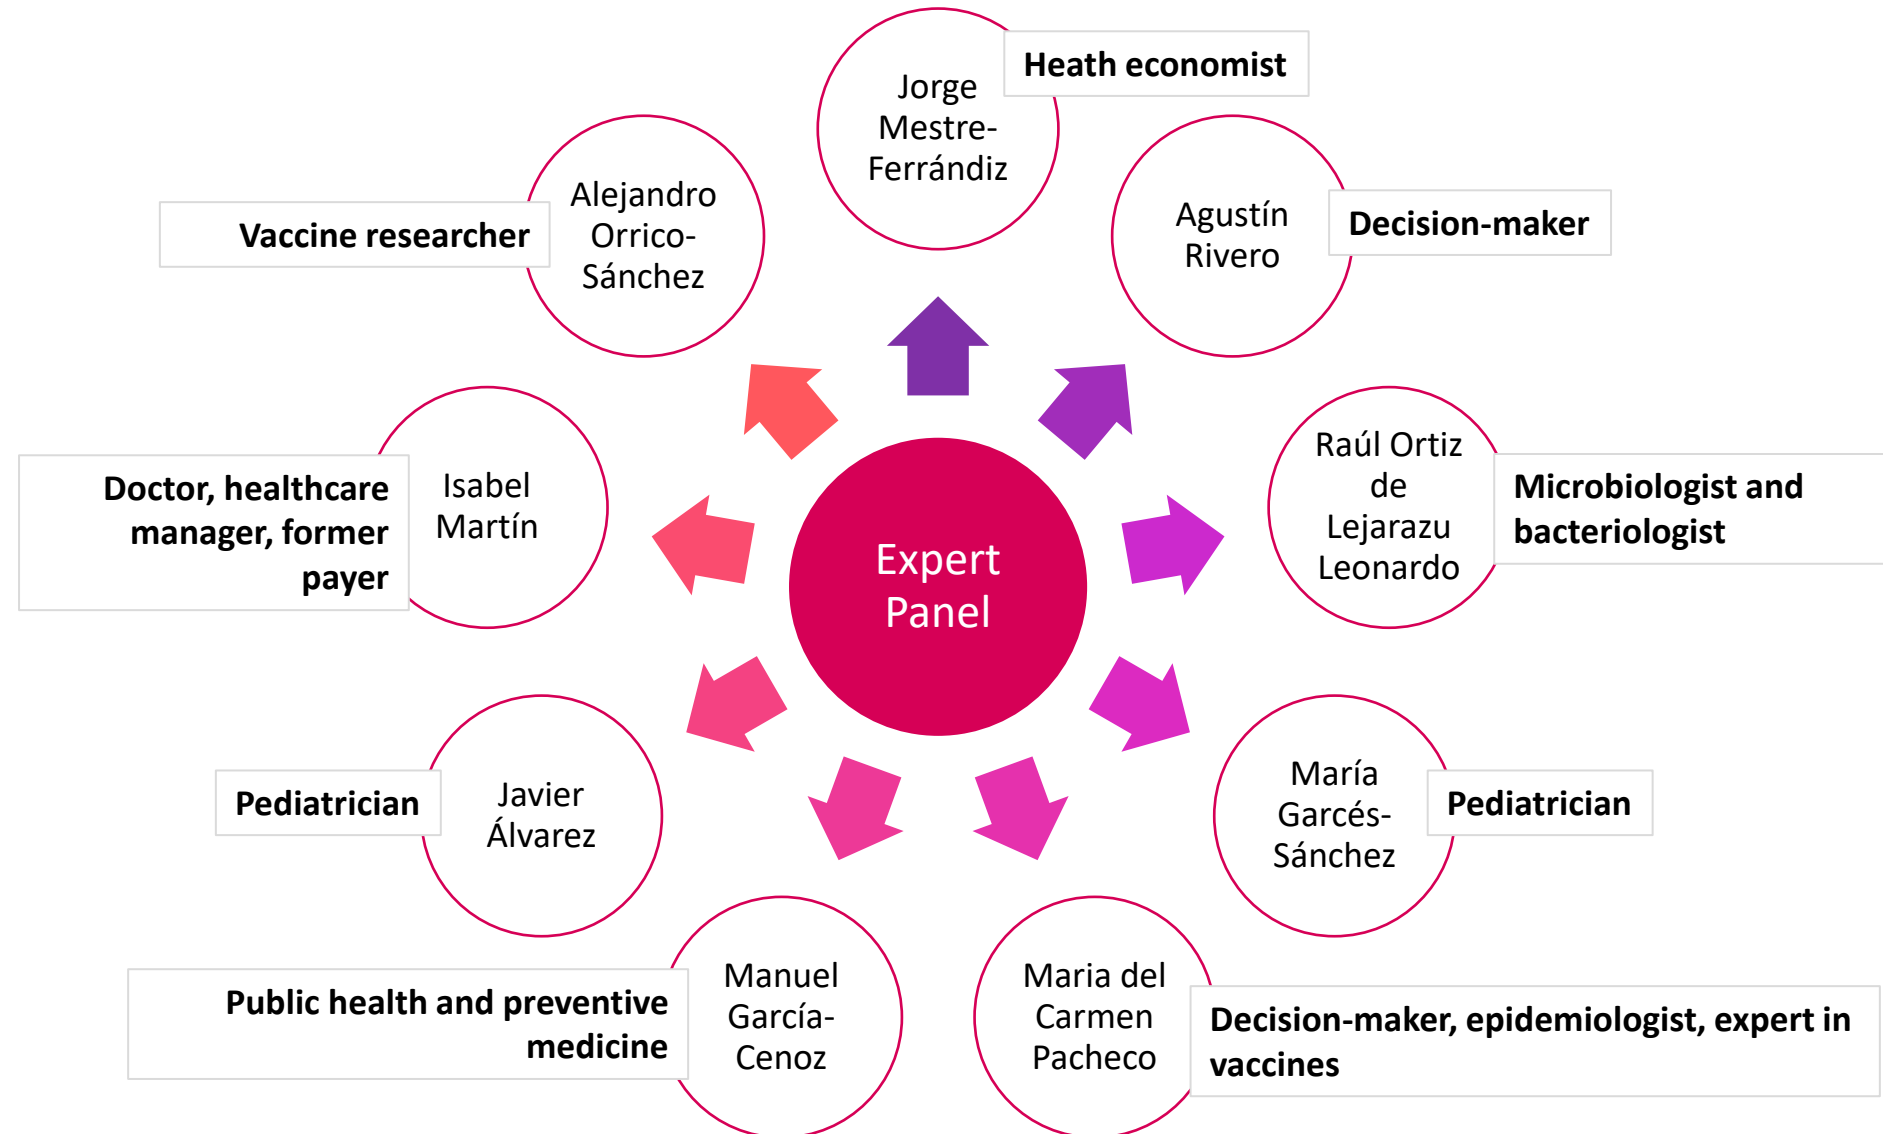 Jorge
Mestre-
Ferrándiz
Heath economist
Agustín
Rivero
Decision-maker
Raúl Ortiz
de
Lejarazu
Leonardo
Microbiologist and
bacteriologist
María
Garcés-
Sánchez
Pediatrician
Maria del
Carmen
Pacheco
Decision-maker, epidemiologist, expert in
vaccines
Manuel
García-
Cenoz
Public health and preventive
medicine
Javier
Álvarez
Pediatrician
Isabel
Martín
Doctor, healthcare
manager, former
payer
Alejandro
Orrico-
Sánchez
Vaccine researcher
Expert
Panel